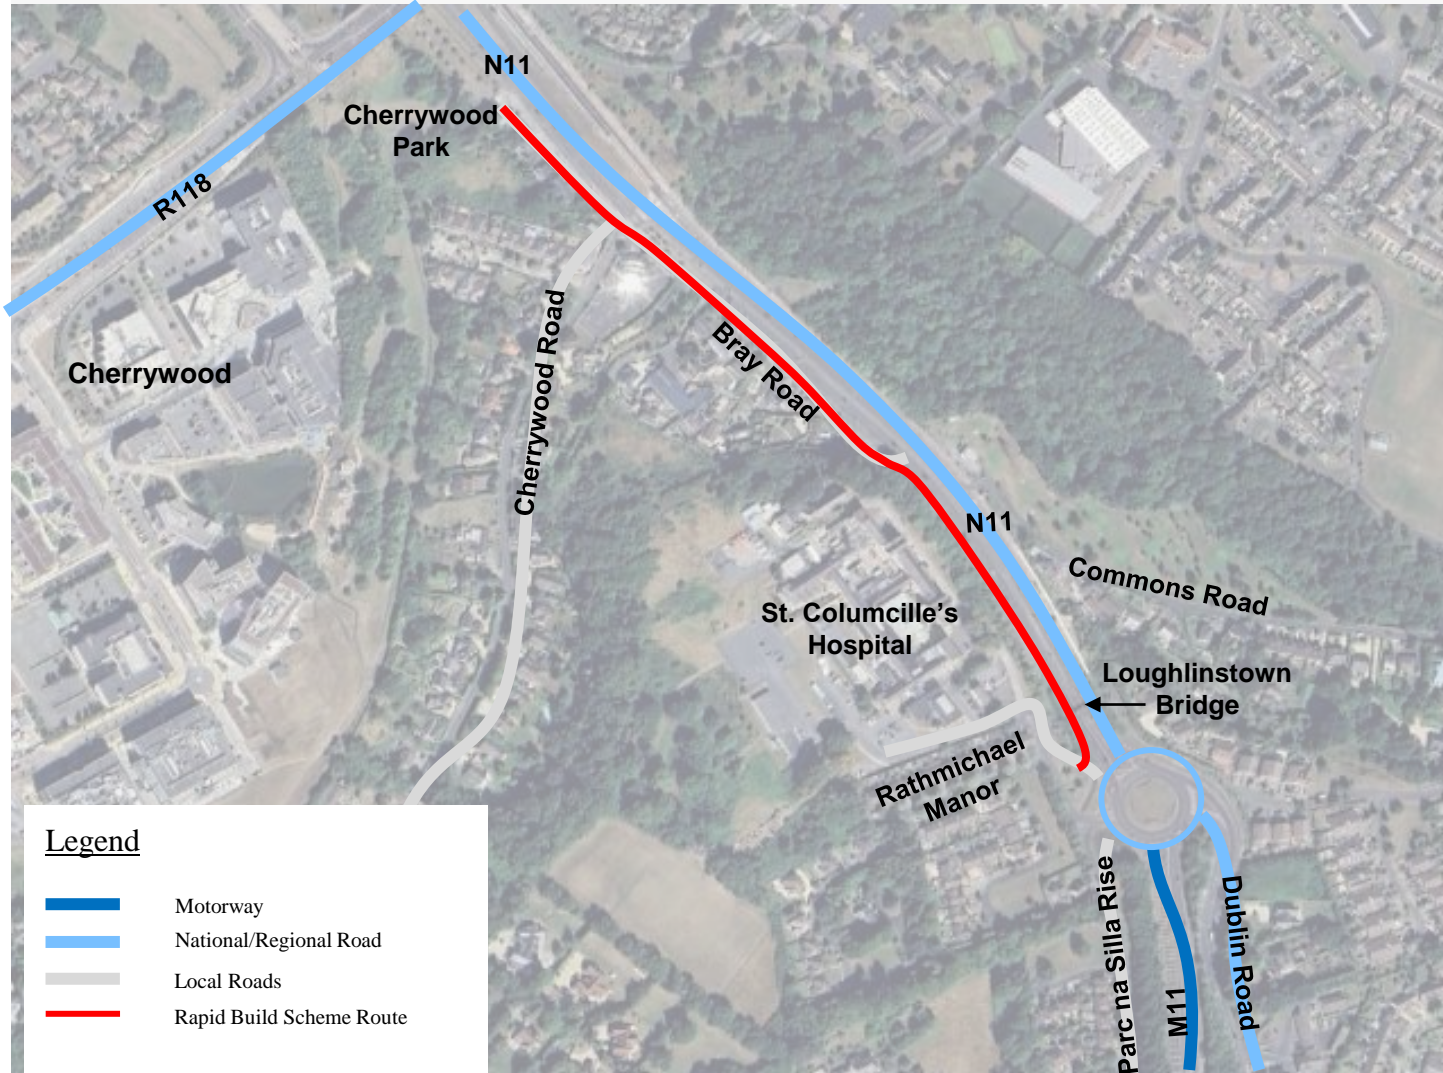 N11
Cherrywood
Park
R118
Cherrywood
Cherrywood Road
Bray Road
N11
Commons Road
St. Columcille’s
Hospital
Loughlinstown
Bridge
Rathmichael
Manor
Parc na Silla Rise
M11
Dublin Road
Legend
Motorway
National/Regional Road
Local Roads
Rapid Build Scheme Route